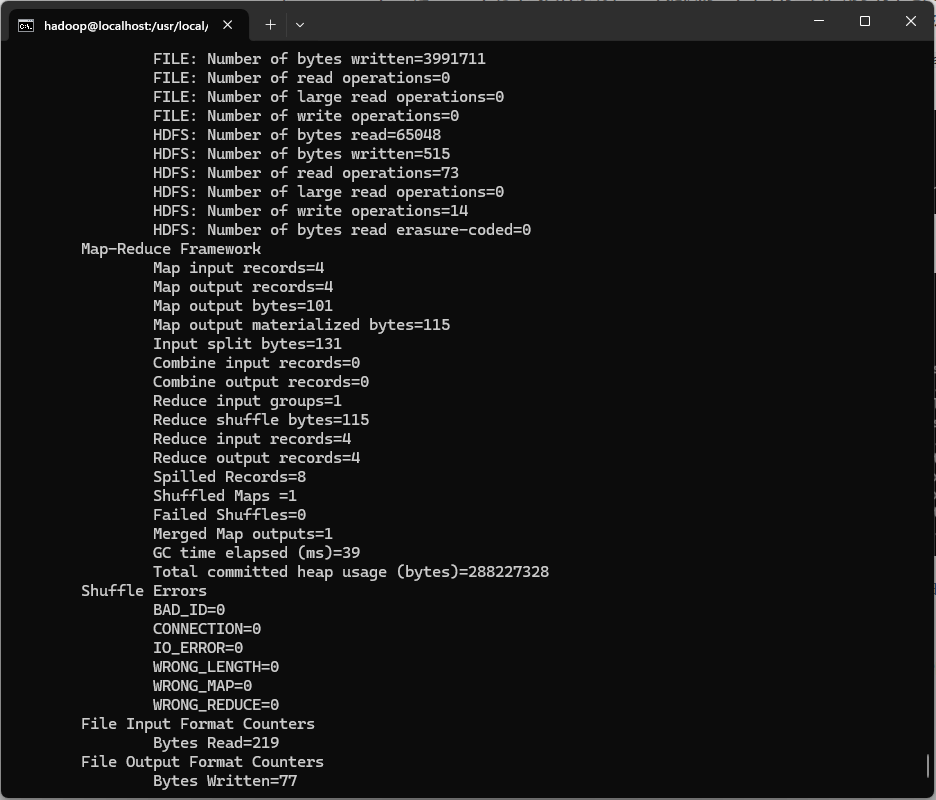 hadoop@localhost:/usr/local/
FILE: Number of bytes written=3991711
FILE: Number of read operations=0
FILE: Number of large read operations=0
FILE: Number of write operations=0
HDFS: Number of bytes read=65048
HDFS: Number of bytes written=515
HDFS: Number of read operations=73
HDFS: Number of large read operations=0
HDFS: Number of write operations=14
HDFS: Number of bytes read erasure-coded=0
Map-Reduce Framework
Map input records=4
Map output records=4
Map output bytes=101
Map output materialized bytes=115
Input split bytes=131
Combine input records=0
Combine output records=0
Reduce input groups=1
Reduce shuffle bytes=115
Reduce input records=4
Reduce output records=4
Spilled Records=8
Shuffled Maps =1
Failed Shuffles=0
Merged Map outputs=1
GC time elapsed (ms)=39
Total committed heap usage (bytes)=288227328
Shuffle Errors
BAD_ID=0
CONNECTION=0
IO_ERROR=0
WRONG_LENGTH=0
WRONG_MAP=0
WRONG_REDUCE=0
File Input Format Counters
Bytes Read=219
File Output Format Counters
Bytes Written=77